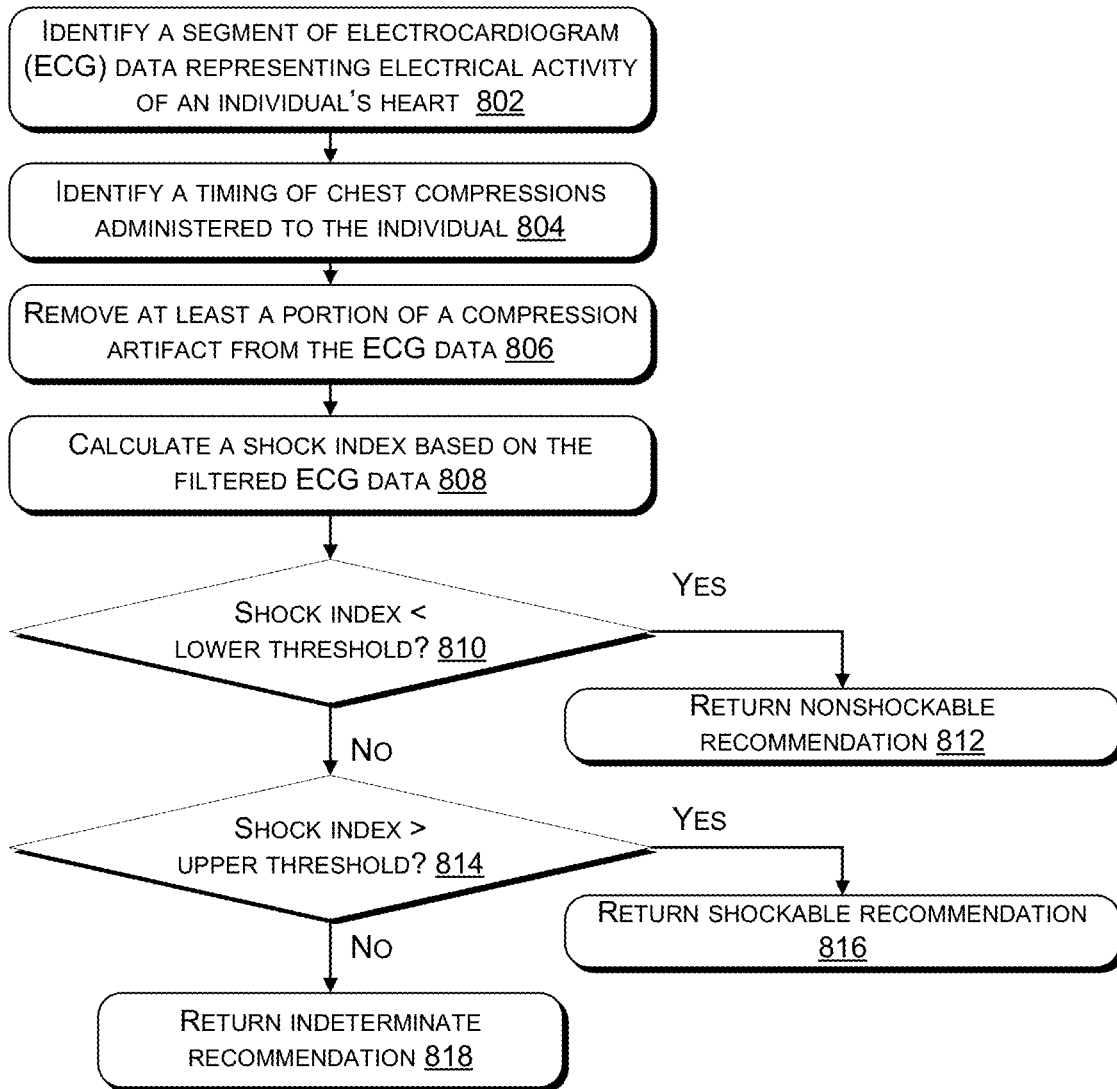 IDENTIFY A SEGMENT OF ELECTROCARDIOGRAM
(ECG) DATA REPRESENTING ELECTRICAL ACTIVITY
OF AN INDIVIDUAL'S HEART 802
IDENTIFY A TIMING OF CHEST COMPRESSIONS
ADMINISTERED TO THE INDIVIDUAL 804
REMOVE AT LEAST A PORTION OF A COMPRESSION
ARTIFACT FROM THE ECG DATA 806
CALCULATE A SHOCK INDEX BASED ON THE
FILTERED ECG DATA 808
SHOCK INDEX <
LOWER THRESHOLD? 810
YES
RETURN NONSHOCKABLE
RECOMMENDATION 812
NO
SHOCK INDEX >
UPPER THRESHOLD? 814
YES
RETURN SHOCKABLE RECOMMENDATION
816
NO
RETURN INDETERMINATE
RECOMMENDATION 818